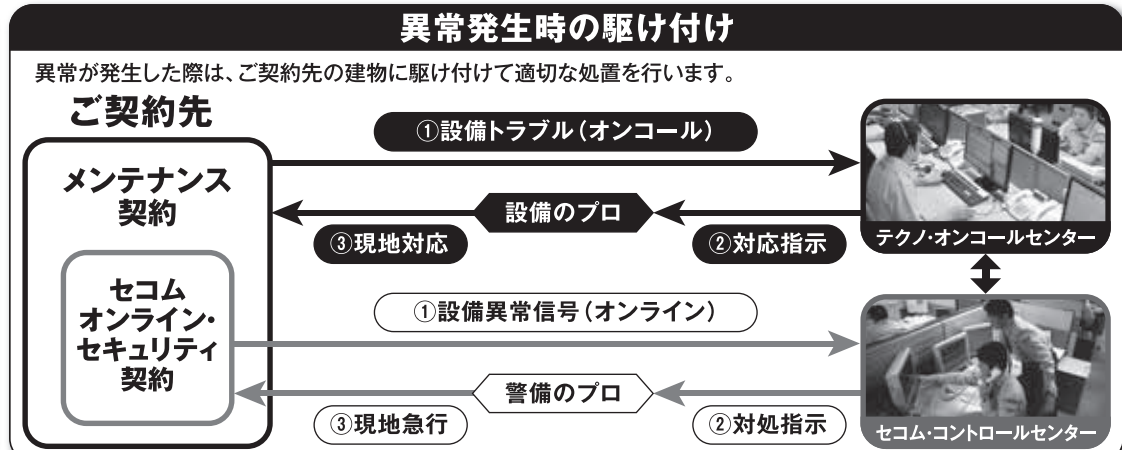 異常発生時の駆け付け
異常が発生した際は、ご契約先の建物に駆け付けて適切な処置を行います。
ご契約先
メンテナンス
契約
セコム
オンライン・
セキュリティ
契約
①設備トラブル(オンコール)
設備のプロ
③現地対応
②対応指示
テクノ・オンコールセンター
①設備異常信号(オンライン)
警備のプロ
③現地急行
②対処指示
セコム・コントロールセンター